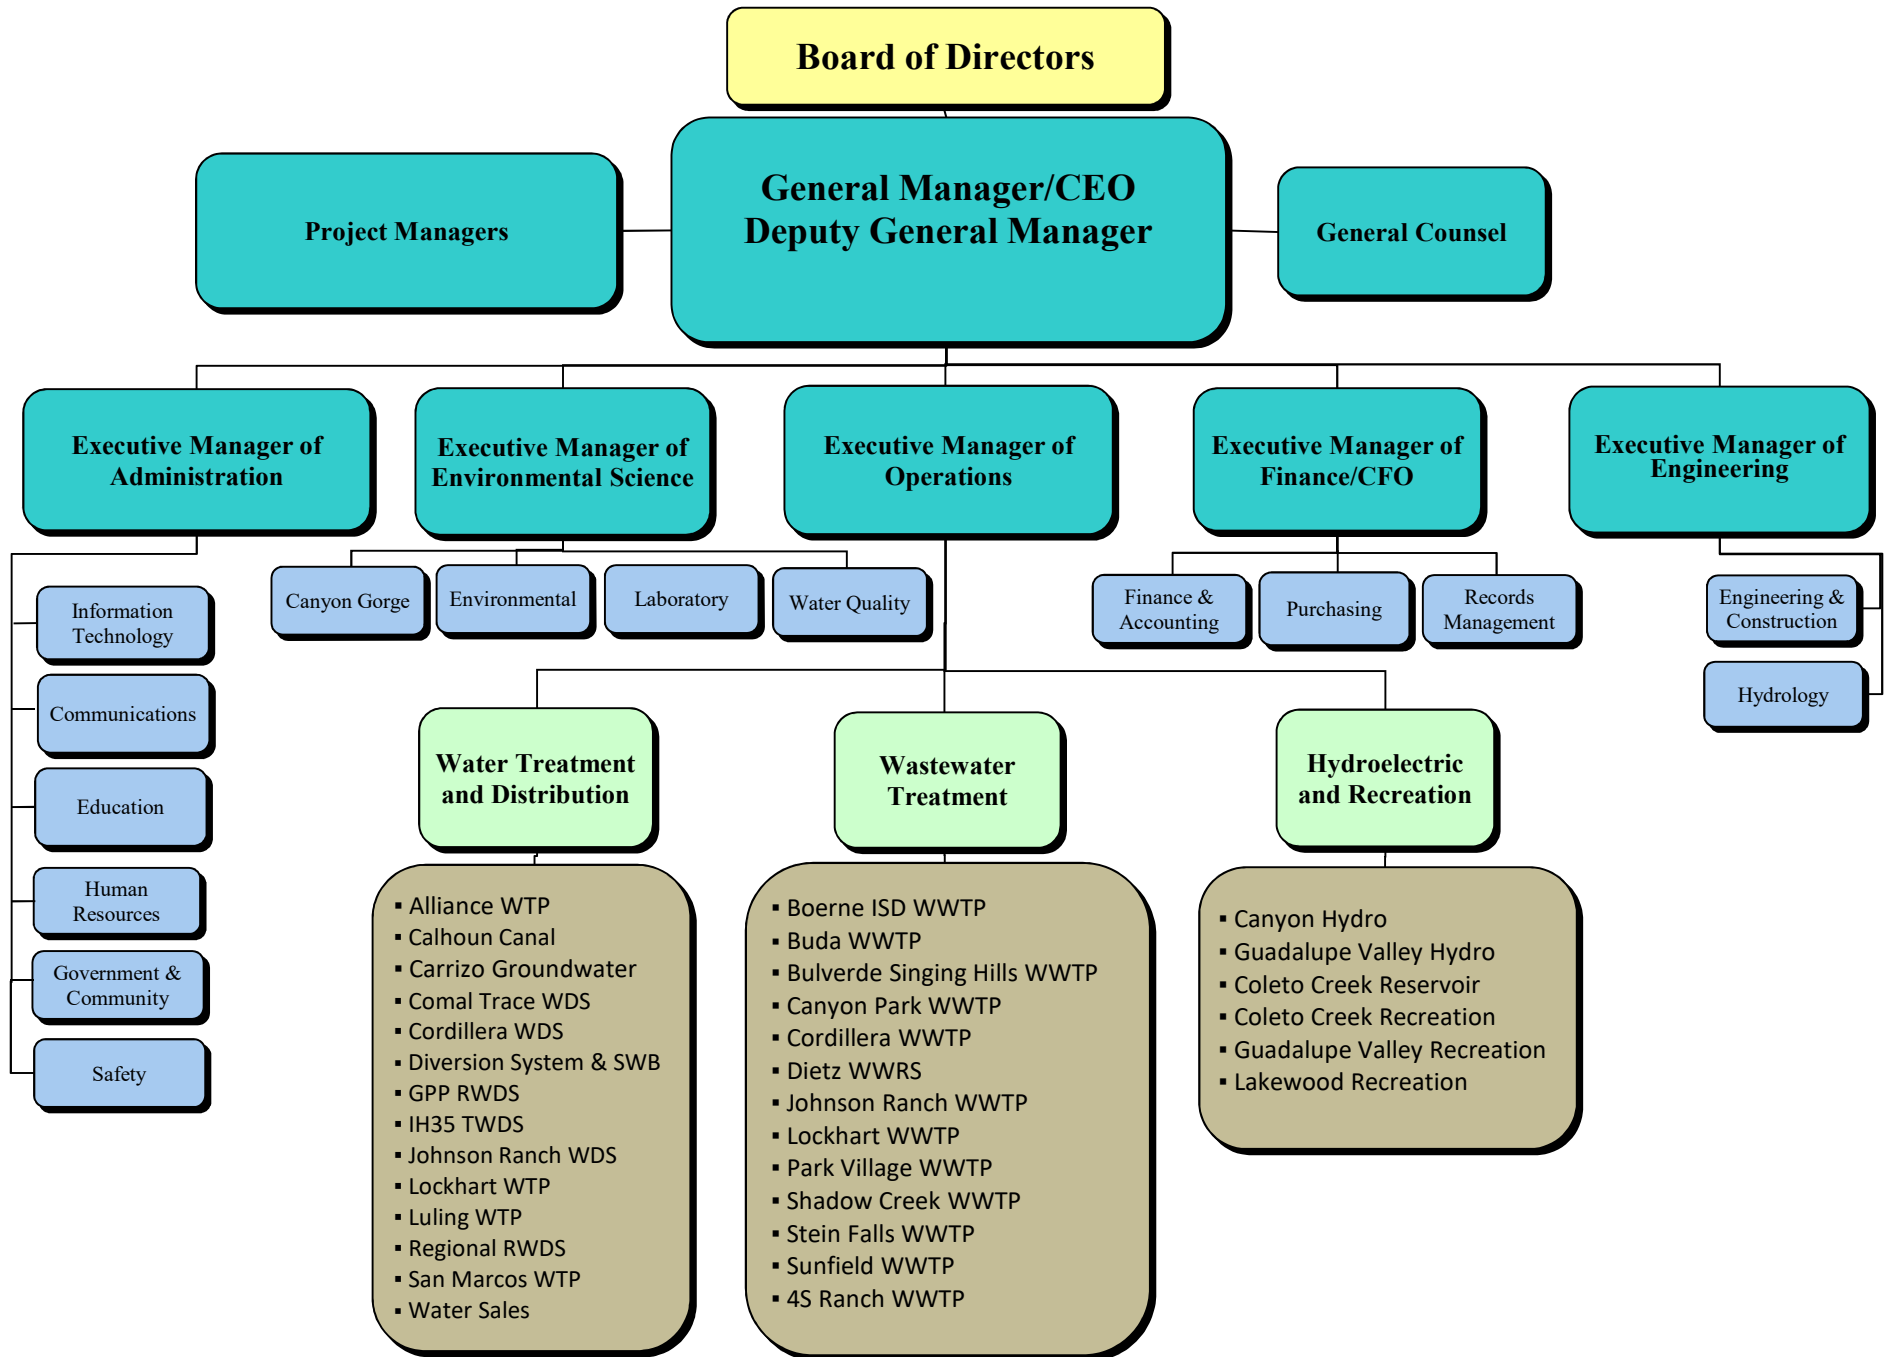 Board of Directors
General Manager/CEO
Deputy General Manager
Project Managers
General Counsel
Executive Manager of
Administration
Executive Manager of
Environmental Science
Executive Manager of
Operations
Executive Manager of
Finance/CFO
Executive Manager of
Engineering
Information
Technology
Communications
Education
Human
Resources
Government &
Community
Safety
Canyon Gorge
Environmental
Laboratory
Water Quality
Finance &
Accounting
Purchasing
Records
Management
Engineering &
Construction
Hydrology
Water Treatment
and Distribution
▪ Alliance WTP
▪ Calhoun Canal
▪ Carrizo Groundwater
▪ Comal Trace WDS
▪ Cordillera WDS
▪ Diversion System & SWB
▪ GPP RWDS
▪ IH35 TWDS
▪ Johnson Ranch WDS
▪ Lockhart WTP
▪ Luling WTP
▪ Regional RWDS
▪ San Marcos WTP
▪ Water Sales
Wastewater
Treatment
▪ Boerne ISD WWTP
▪ Buda WWTP
▪ Bulverde Singing Hills WWTP
▪ Canyon Park WWTP
▪ Cordillera WWTP
▪ Dietz WWRS
▪ Johnson Ranch WWTP
▪ Lockhart WWTP
▪ Park Village WWTP
▪ Shadow Creek WWTP
▪ Stein Falls WWTP
▪ Sunfield WWTP
▪ 4S Ranch WWTP
Hydroelectric
and Recreation
▪ Canyon Hydro
▪ Guadalupe Valley Hydro
▪ Coleto Creek Reservoir
▪ Coleto Creek Recreation
▪ Guadalupe Valley Recreation
▪ Lakewood Recreation